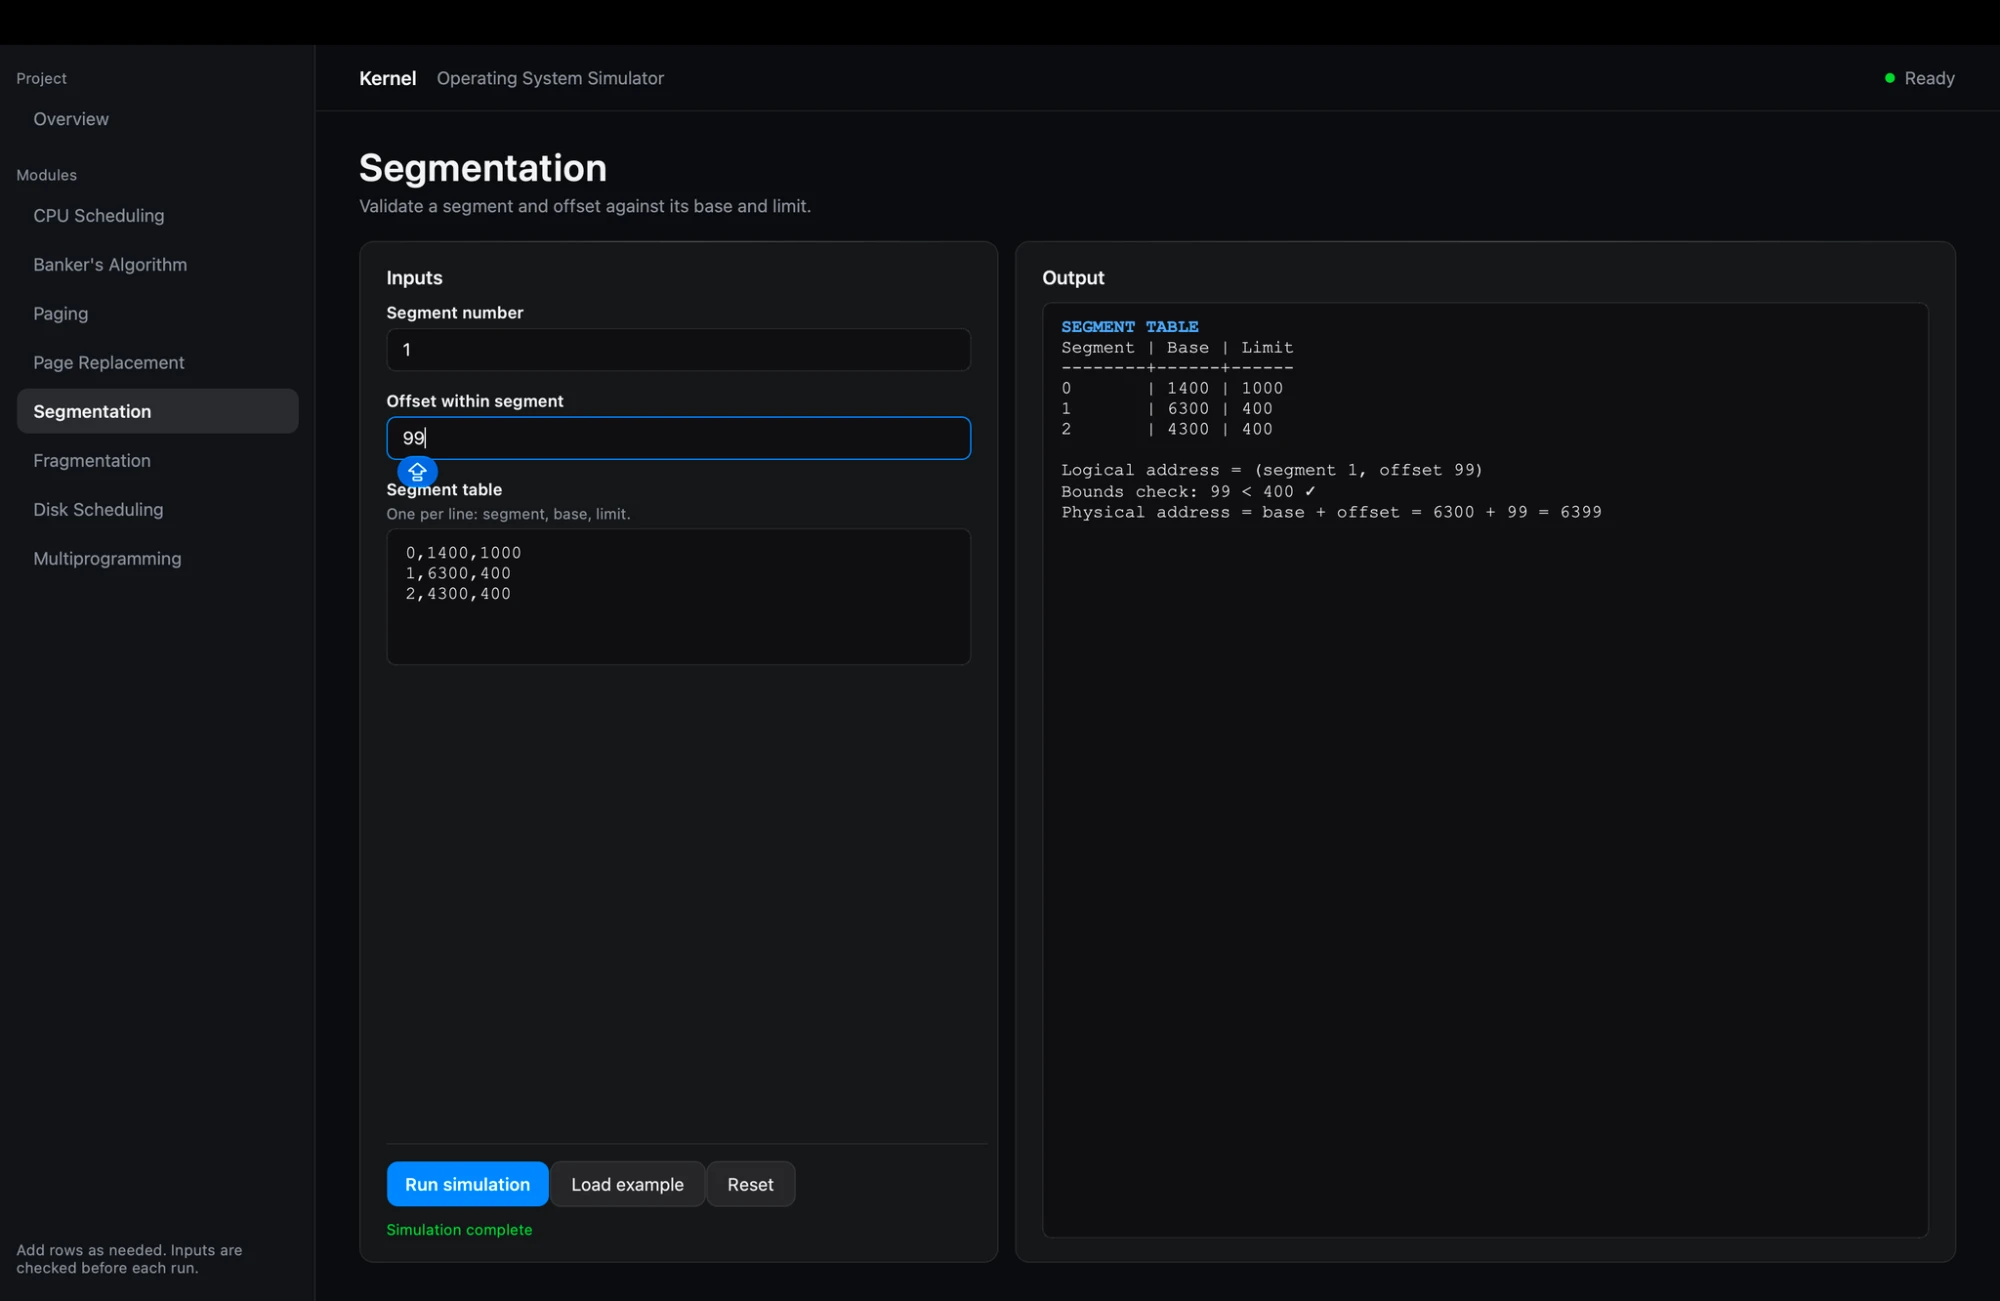 Project
Overview
Modules
CPU Scheduling
Banker's Algorithm
Paging
Page Replacement
Segmentation
Fragmentation
Disk Scheduling
Multiprogramming
Add rows as needed. Inputs are
checked before each run.
Kernel Operating System Simulator
Ready
Segmentation
Validate a segment and offset against its base and limit.
Inputs
Segment number
1
Offset within segment
99
Segment table
One per line: segment, base, limit.
0,1400,1000
1,6300,400
2,4300,400
Run simulation Load example Reset
Simulation complete
Output
SEGMENT TABLE
Segment | Base | Limit
--------+------+------
0       | 1400 | 1000
1       | 6300 | 400
2       | 4300 | 400
Logical address = (segment 1, offset 99)
Bounds check: 99 < 400 ✓
Physical address = base + offset = 6300 + 99 = 6399